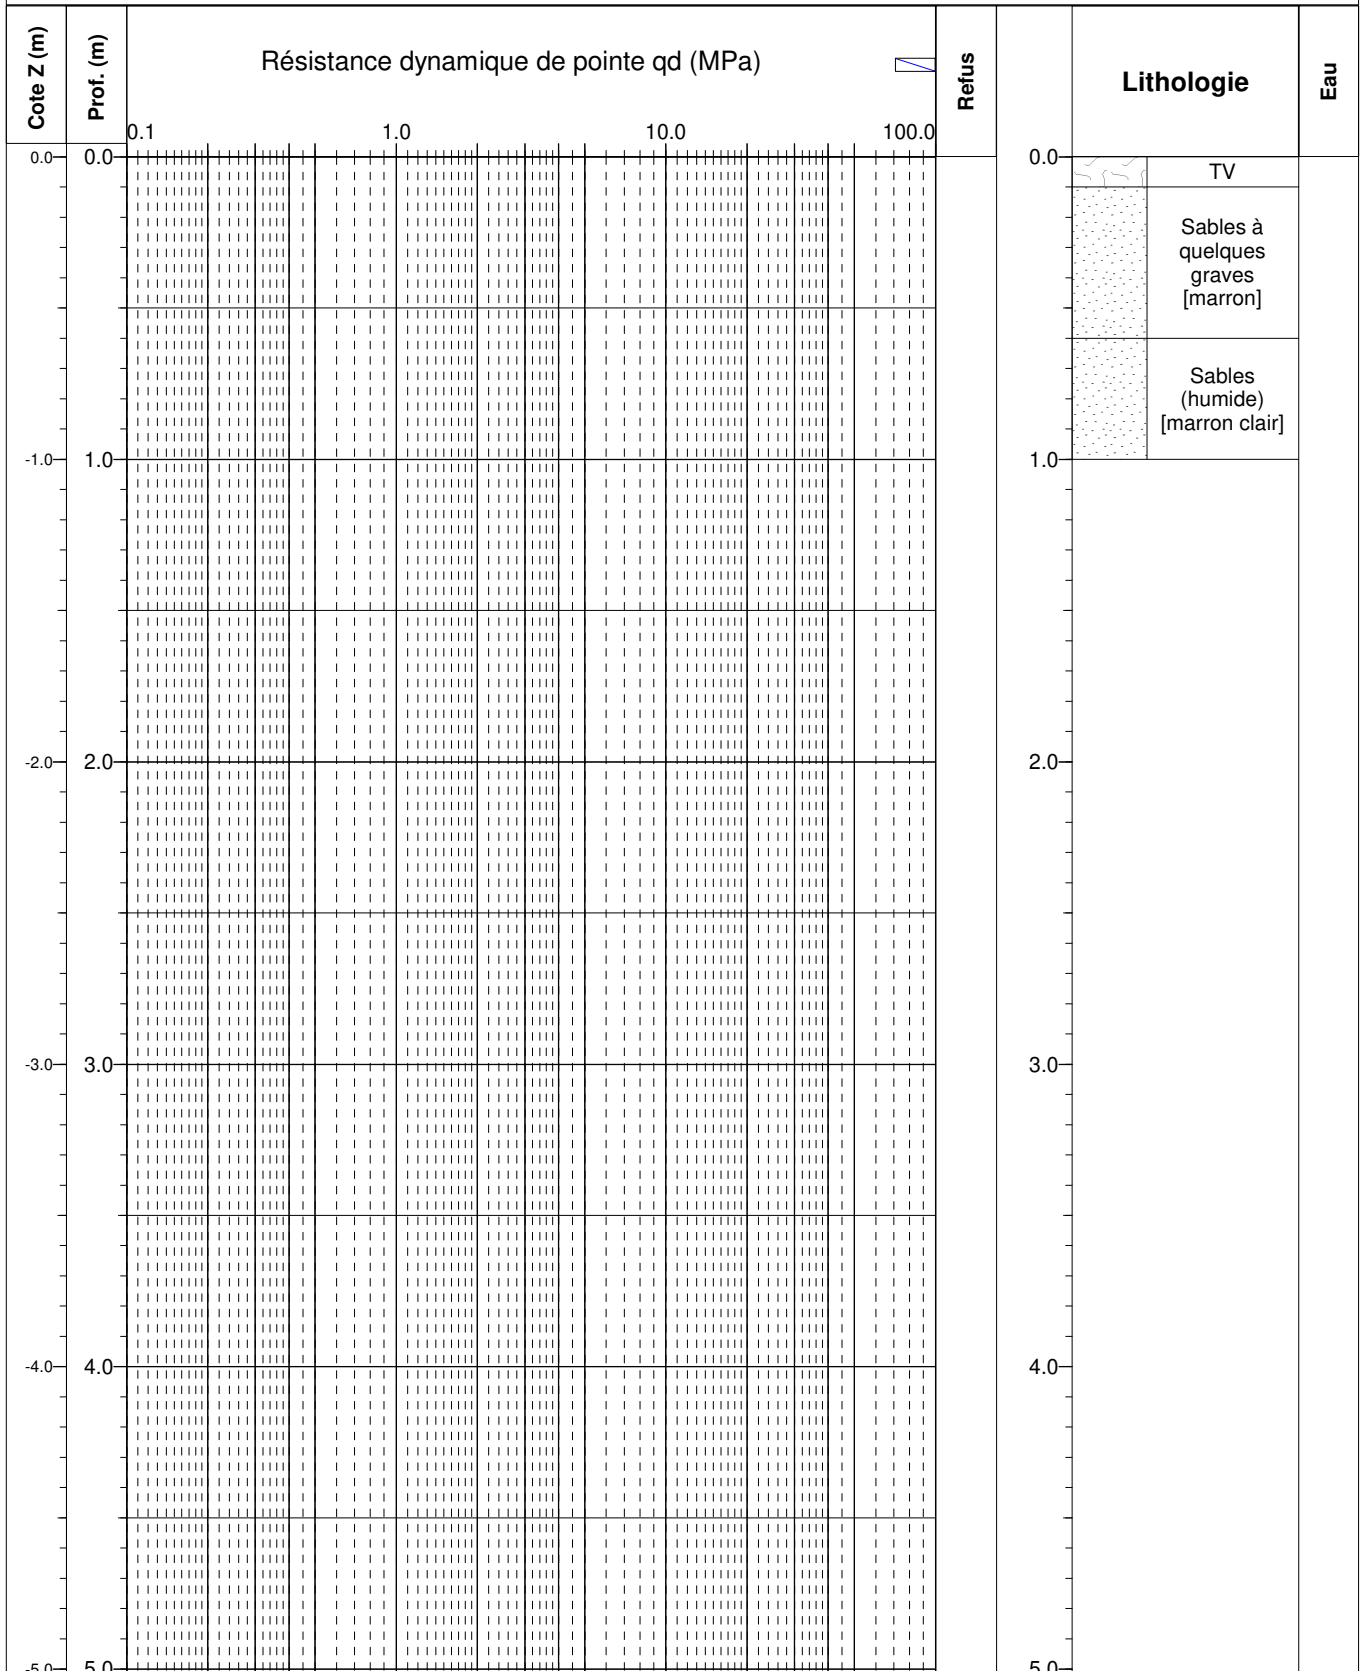 Cote Z (m)
Prof. (m)
Résistance dynamique de pointe qd (MPa)
Refus
Lithologie
Eau
0.1 1.0 10.0 100.0
0.0 0.0 0.0
TV
Sables à
quelques
graves
[marron]
Sables
(humide)
[marron clair]
-1.0 1.0 1.0
-2.0 2.0 2.0
-3.0 3.0 3.0
-4.0 4.0 4.0
-5.0 5.0 5.0